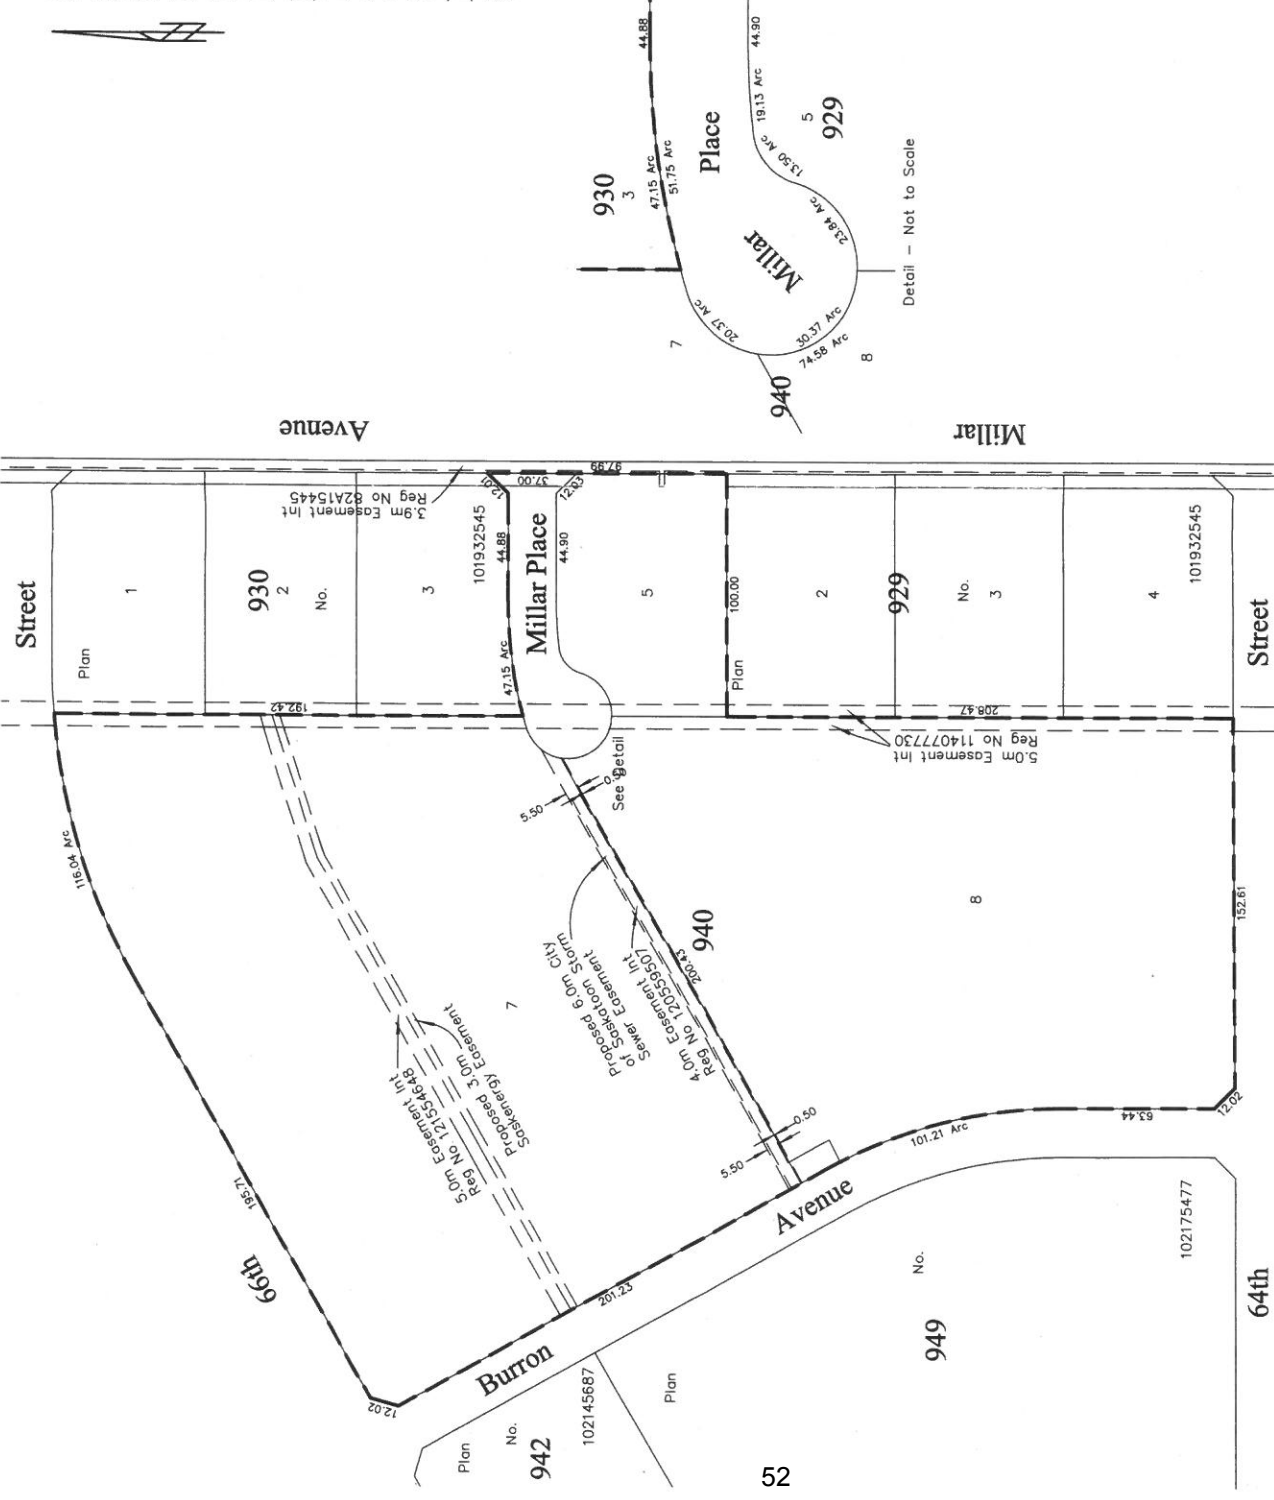 44.88
44.90
19.13 Arc
13.50 Arc
5
929
Place
47.15 Arc
51.75 Arc
930
3
23.84 Arc
Millar
20.37 Arc
30.37 Arc
74.58 Arc
7
8
940
Detail – Not to Scale
Avenue
Millar
97.99
37.00
12.01
12.03
3.9m Easement Int
Reg No 82A15445
101932545
44.88
44.90
Millar Place
Street
1
930
2
No.
3
Plan
5
100.00
2
929
No.
3
4
101932545
Street
Plan
47.15 Arc
192.42
208.47
5.0m Easement Int
Reg No 114077730
See Detail
5.50
116.04 Arc
940
200.43
8
152.61
7
Proposed 6.0m City
of Saskatoon Storm
Sewer Easement
4.0m Easement Int
Reg No 120559507
5.0m Easement Int
Reg No. 121554648
Proposed 3.0m
Saskenergy Easement
195.71
66th
0.50
5.50
101.21 Arc
63.44
12.02
Avenue
201.23
Burron
12.02
Plan
No.
942
102145687
Plan
No.
949
102175477
64th
52